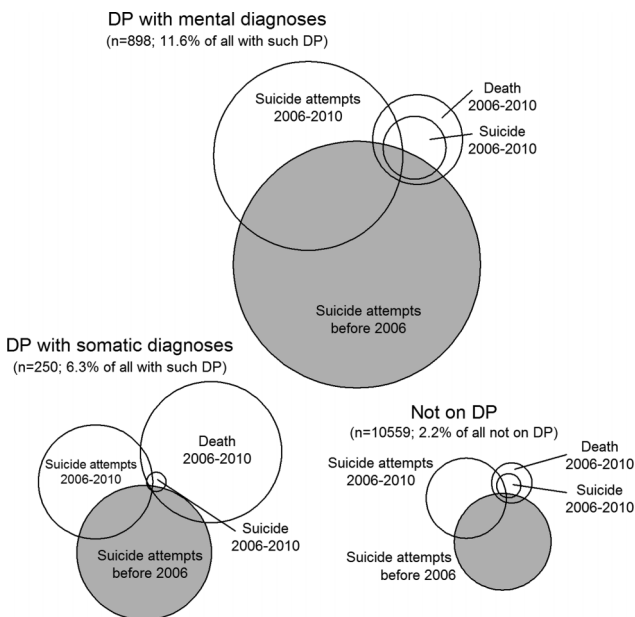 DP with mental diagnoses
(n=898; 11.6% of all with such DP)
Suicide attempts
2006-2010
Death
2006-2010
Suicide
2006-2010
Suicide attempts
before 2006
DP with somatic diagnoses
(n=250; 6.3% of all with such DP)
Death
2006-2010
Suicide attempts
2006-2010
Suicide
2006-2010
Suicide attempts
before 2006
Not on DP
(n=10559; 2.2% of all not on DP)
Suicide attempts
2006-2010
Death
2006-2010
Suicide
2006-2010
Suicide attempts
before 2006